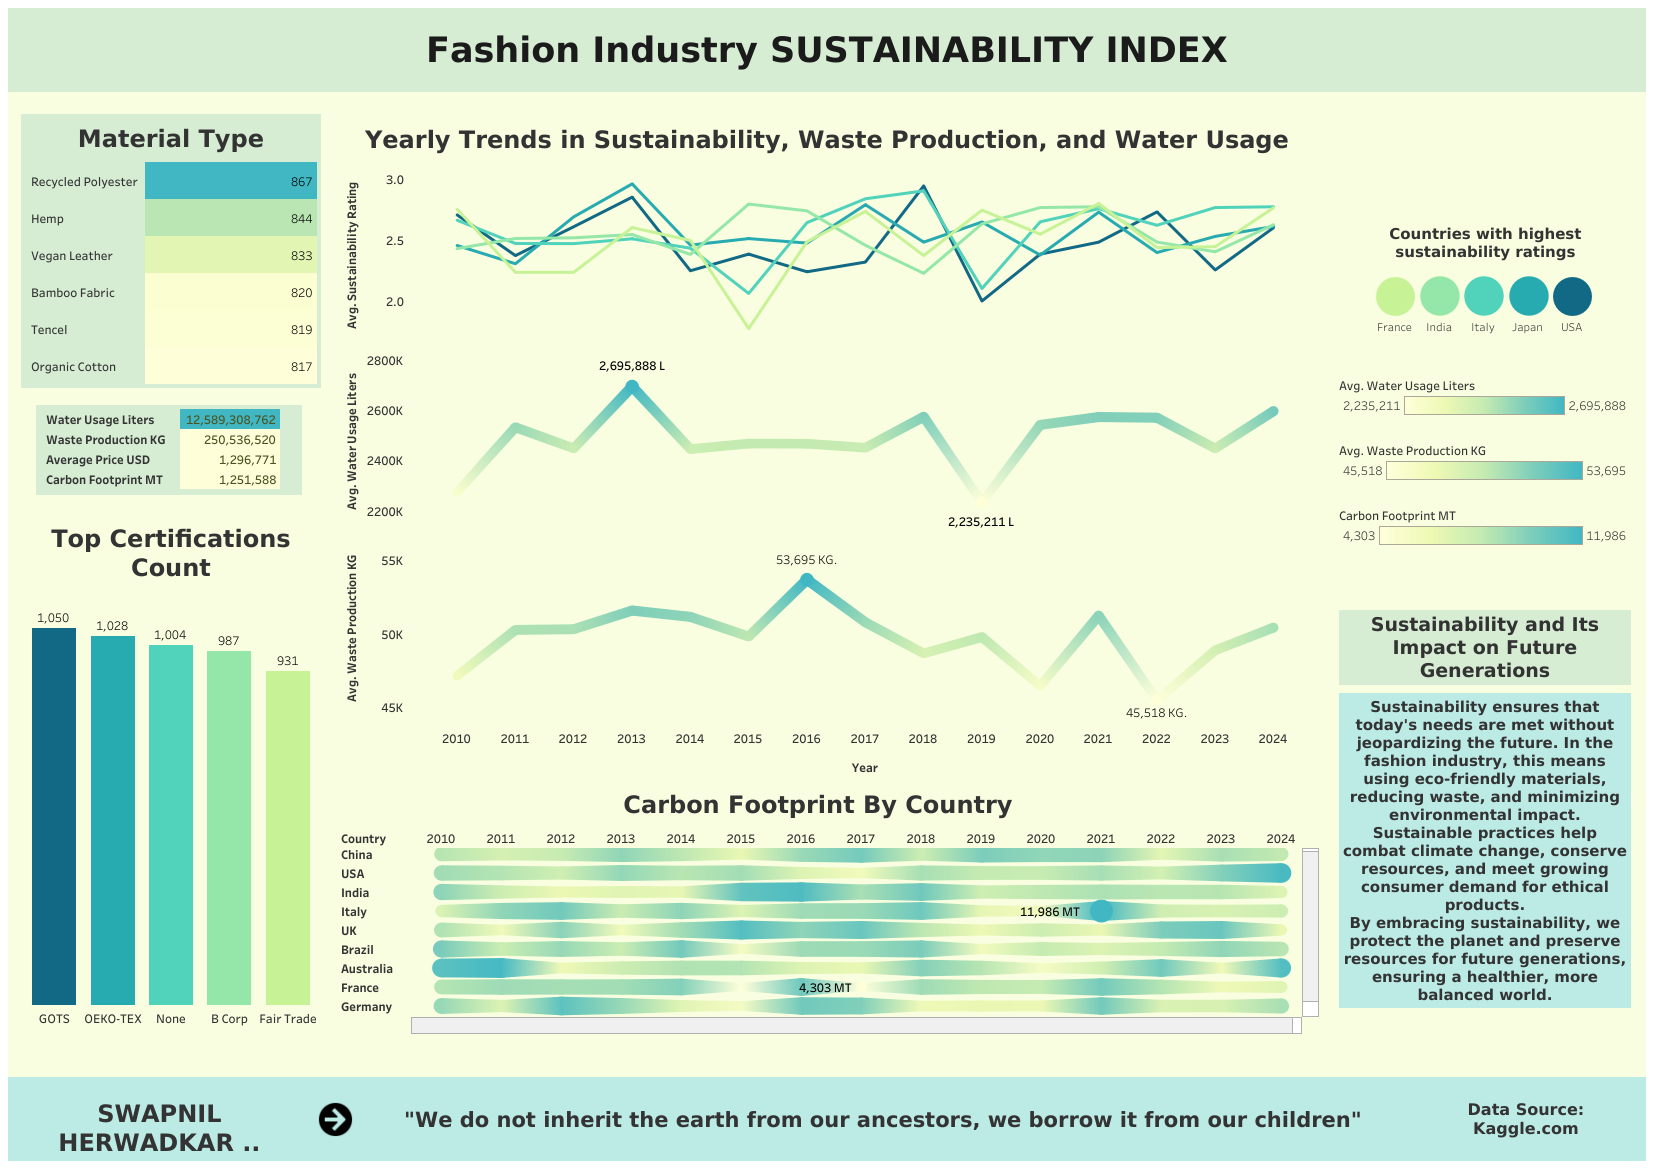 Fashion Industry SUSTAINABILITY INDEX
Material Type
Recycled Polyester 867
Hemp 844
Vegan Leather 833
Bamboo Fabric 820
Tencel 819
Organic Cotton 817
Water Usage Liters 12,589,308,762
Waste Production KG 250,536,520
Average Price USD 1,296,771
Carbon Footprint MT 1,251,588
Top Certifications
Count
1,050
1,028
1,004
987
931
GOTS OEKO-TEX None B Corp Fair Trade
Yearly Trends in Sustainability, Waste Production, and Water Usage
Avg. Sustainability Rating
3.0
2.5
2.0
Avg. Water Usage Liters
2800K
2600K
2400K
2200K
2,695,888 L
2,235,211 L
Avg. Waste Production KG
55K
50K
45K
53,695 KG.
45,518 KG.
2010 2011 2012 2013 2014 2015 2016 2017 2018 2019 2020 2021 2022 2023 2024
Year
Carbon Footprint By Country
Country 2010 2011 2012 2013 2014 2015 2016 2017 2018 2019 2020 2021 2022 2023 2024
China
USA
India
Italy 11,986 MT
UK
Brazil
Australia
France 4,303 MT
Germany
Countries with highest
sustainability ratings
France India Italy Japan USA
Avg. Water Usage Liters
2,235,211 2,695,888
Avg. Waste Production KG
45,518 53,695
Carbon Footprint MT
4,303 11,986
Sustainability and Its
Impact on Future
Generations
Sustainability ensures that
today's needs are met without
jeopardizing the future. In the
fashion industry, this means
using eco-friendly materials,
reducing waste, and minimizing
environmental impact.
Sustainable practices help
combat climate change, conserve
resources, and meet growing
consumer demand for ethical
products.
By embracing sustainability, we
protect the planet and preserve
resources for future generations,
ensuring a healthier, more
balanced world.
SWAPNIL
HERWADKAR ..
"We do not inherit the earth from our ancestors, we borrow it from our children"
Data Source:
Kaggle.com